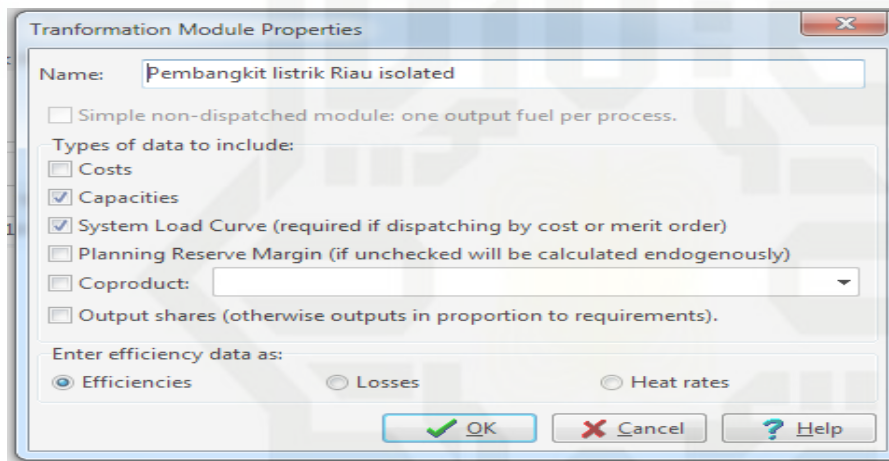 Tranformation Module Properties
Name: Pembangkit listrik Riau isolated
Simple non-dispatched module: one output fuel per process.
Types of data to include:
Costs
Capacities
System Load Curve (required if dispatching by cost or merit order)
Planning Reserve Margin (if unchecked will be calculated endogenously)
Coproduct:
Output shares (otherwise outputs in proportion to requirements).
Enter efficiency data as:
Efficiencies Losses Heat rates
OK Cancel Help